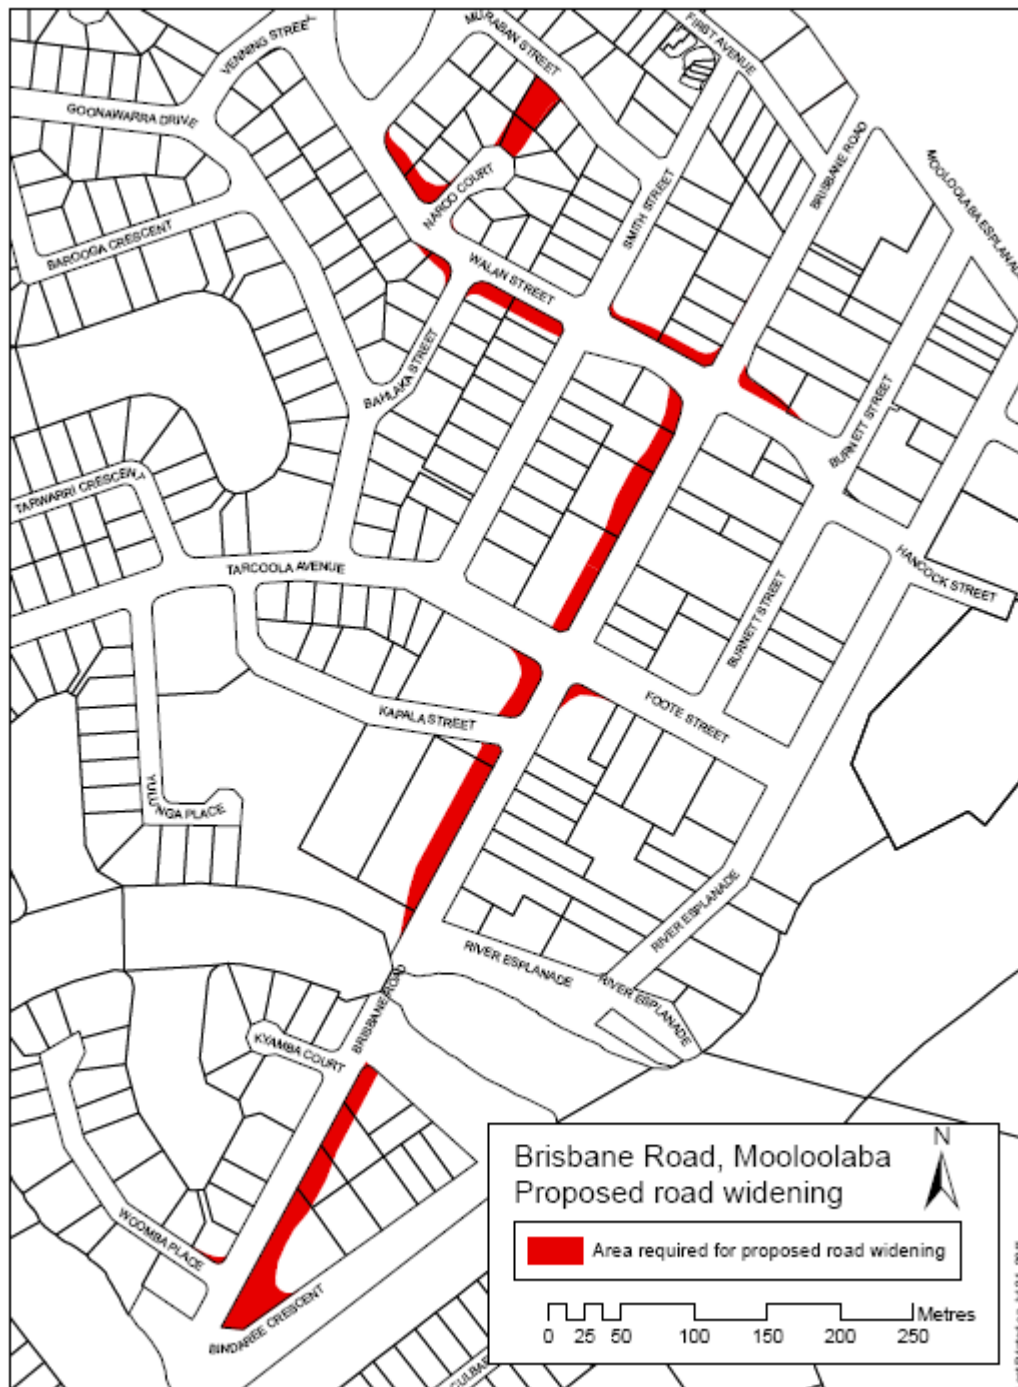 VENNING STREET
MURABAN STREET
FIRST AVENUE
GOONAWARRA DRIVE
BRISBANE ROAD
MOOLOOLABA ESPLANADE
NAROO COURT
SMITH STREET
BAROOGA CRESCENT
WALAN STREET
BAHLAKA STREET
BURNETT STREET
TARWARRI CRESCENT
HANCOCK STREET
TARCOOLA AVENUE
BURNETT STREET
FOOTE STREET
KAPALA STREET
YULUNGA PLACE
RIVER ESPLANADE
RIVER ESPLANADE
RIVER ESPLANADE
BRISBANE ROAD
KYAMBA COURT
WOOMBA PLACE
BINDAREE CRESCENT
Brisbane Road, Mooloolaba
Proposed road widening
N
Area required for proposed road widening
Metres
0 25 50 100 150 200 250